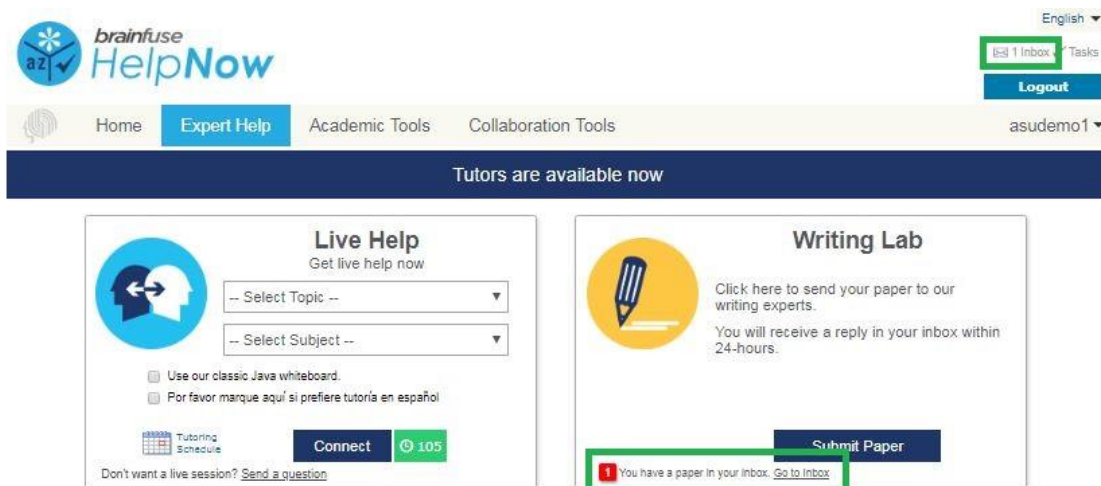 English
brainfuse
HelpNow
az
1 Inbox Tasks
Logout
Home Expert Help Academic Tools Collaboration Tools asudemo1
Tutors are available now
Live Help
Get live help now
-- Select Topic --
-- Select Subject --
Use our classic Java whiteboard.
Por favor marque aquí si prefiere tutoría en español
Tutoring
Schedule
Connect 105
Don't want a live session? Send a question
Writing Lab
Click here to send your paper to our
writing experts.
You will receive a reply in your inbox within
24-hours.
Submit Paper
1 You have a paper in your inbox. Go to Inbox